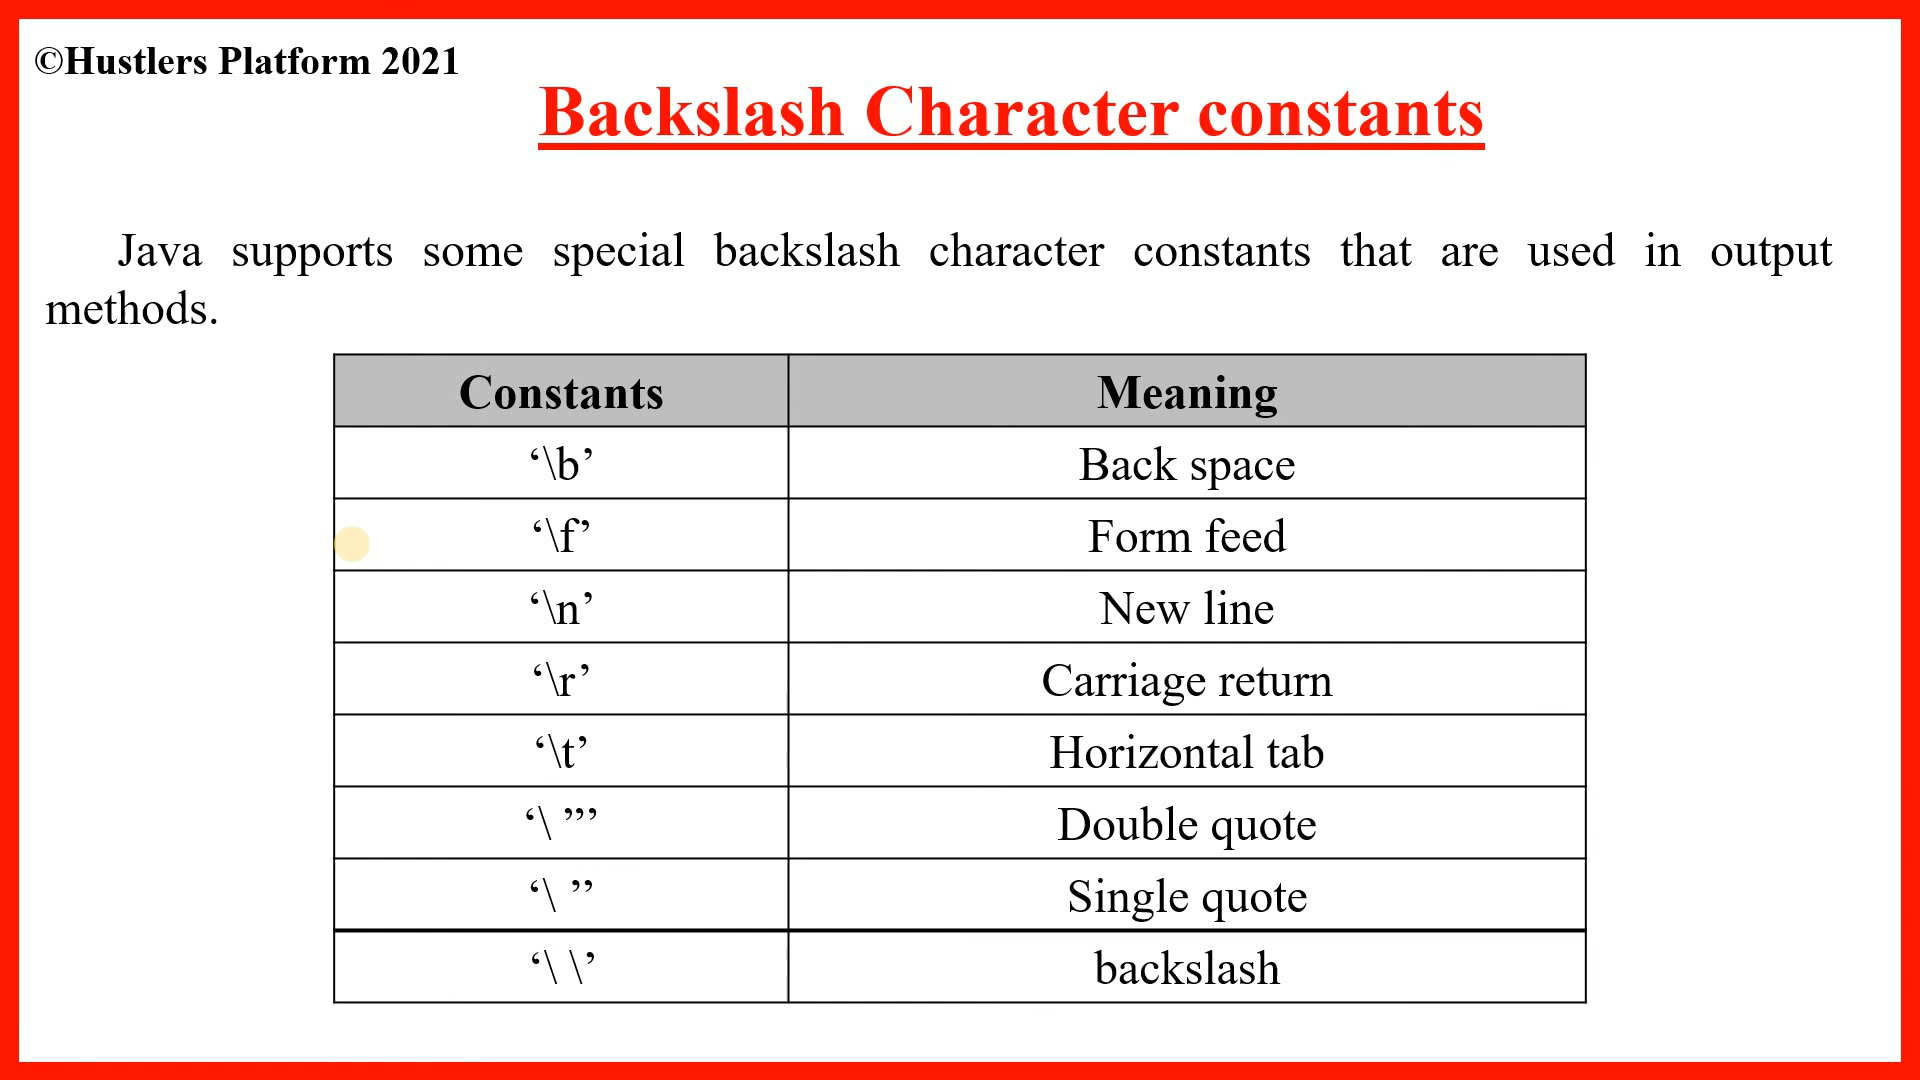 ©Hustlers Platform 2021
Backslash Character constants
Java supports some special backslash character constants that are used in output
methods.
Constants Meaning
‘\b’ Back space
‘\f’ Form feed
‘\n’ New line
‘\r’ Carriage return
‘\t’ Horizontal tab
‘\ ”’ Double quote
‘\ ’’ Single quote
‘\ \’ backslash